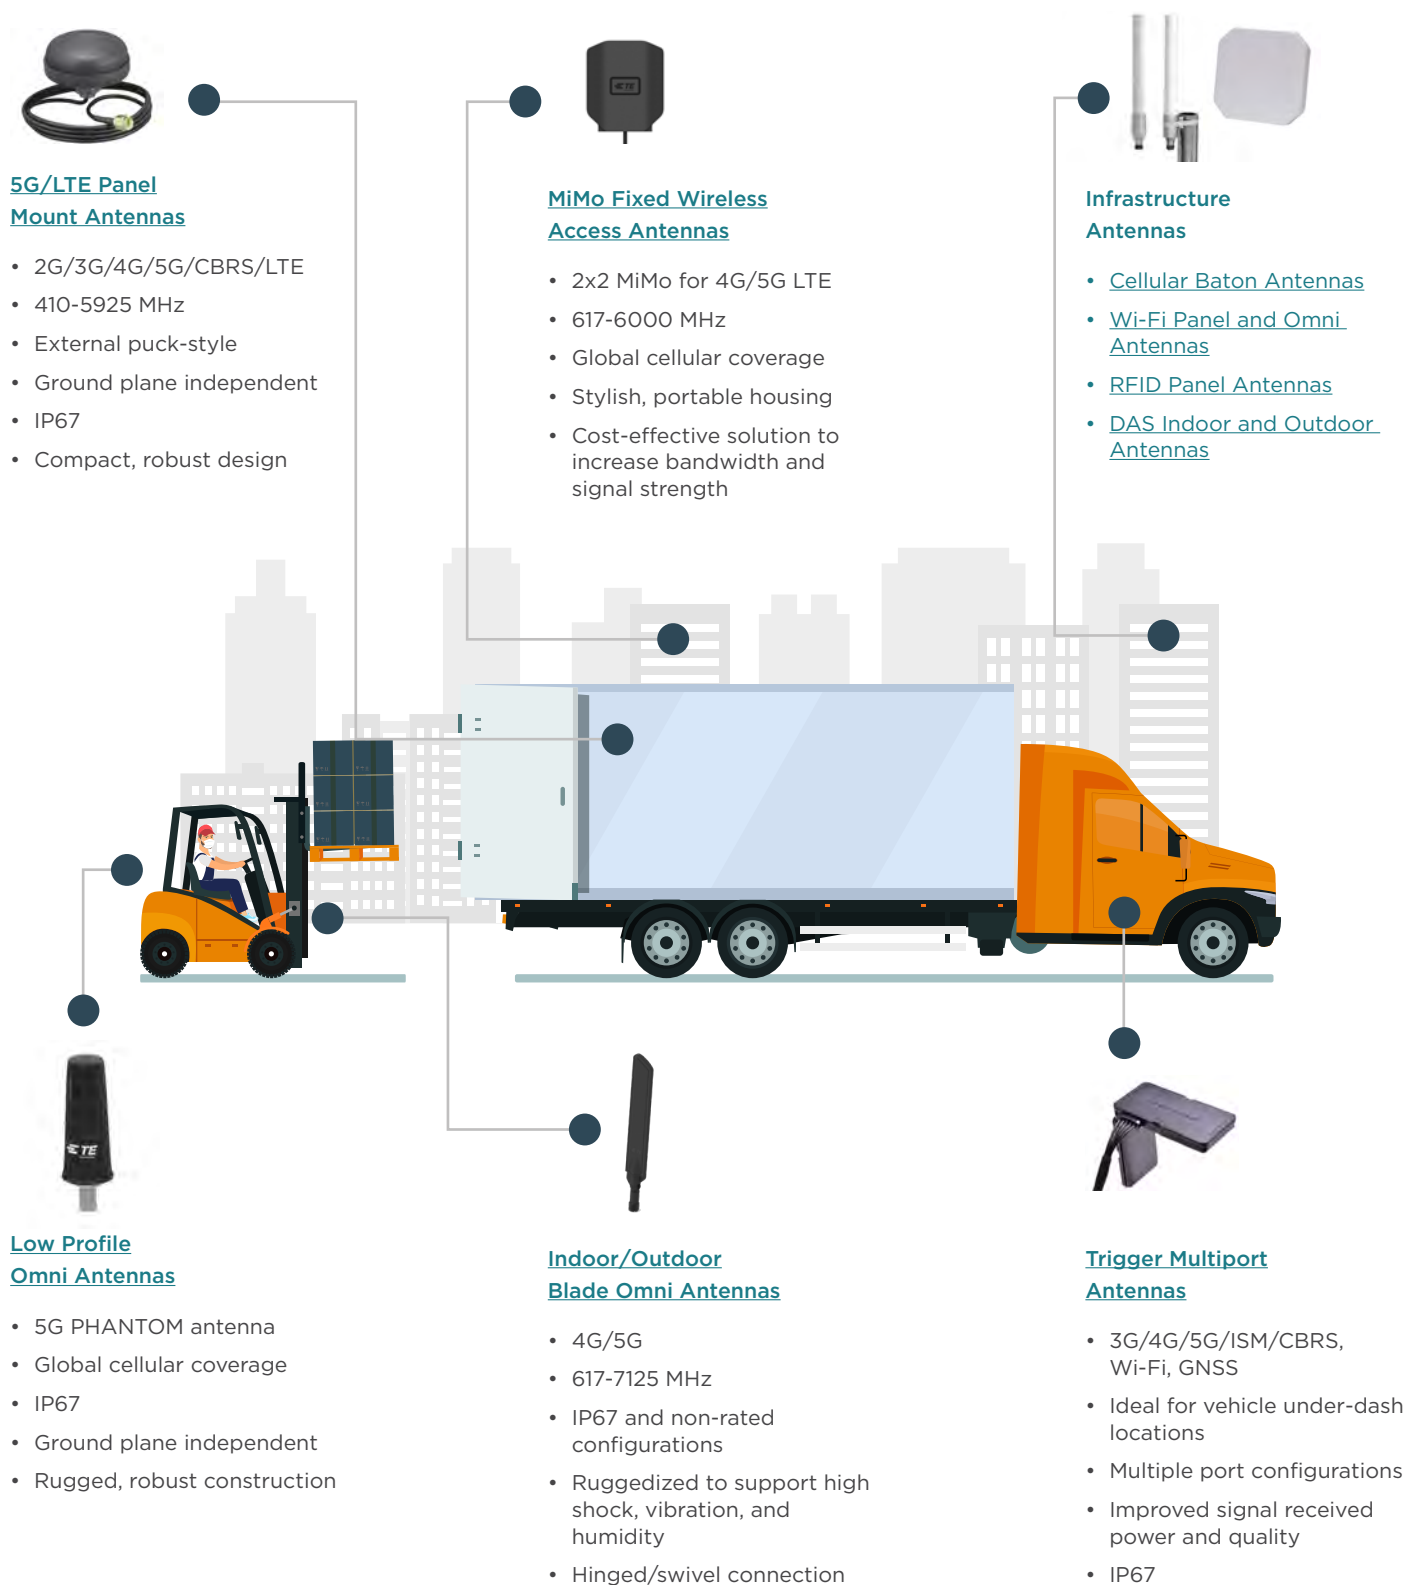 TE
5G/LTE Panel
Mount Antennas
• 2G/3G/4G/5G/CBRS/LTE
• 410-5925 MHz
• External puck-style
• Ground plane independent
• IP67
• Compact, robust design
MiMo Fixed Wireless
Access Antennas
• 2x2 MiMo for 4G/5G LTE
• 617-6000 MHz
• Global cellular coverage
• Stylish, portable housing
• Cost-effective solution to
increase bandwidth and
signal strength
Infrastructure
Antennas
• Cellular Baton Antennas
• Wi-Fi Panel and Omni
Antennas
• RFID Panel Antennas
• DAS Indoor and Outdoor
Antennas
TE
Low Profile
Omni Antennas
• 5G PHANTOM antenna
• Global cellular coverage
• IP67
• Ground plane independent
• Rugged, robust construction
Indoor/Outdoor
Blade Omni Antennas
• 4G/5G
• 617-7125 MHz
• IP67 and non-rated
configurations
• Ruggedized to support high
shock, vibration, and
humidity
• Hinged/swivel connection
Trigger Multiport
Antennas
• 3G/4G/5G/ISM/CBRS,
Wi-Fi, GNSS
• Ideal for vehicle under-dash
locations
• Multiple port configurations
• Improved signal received
power and quality
• IP67